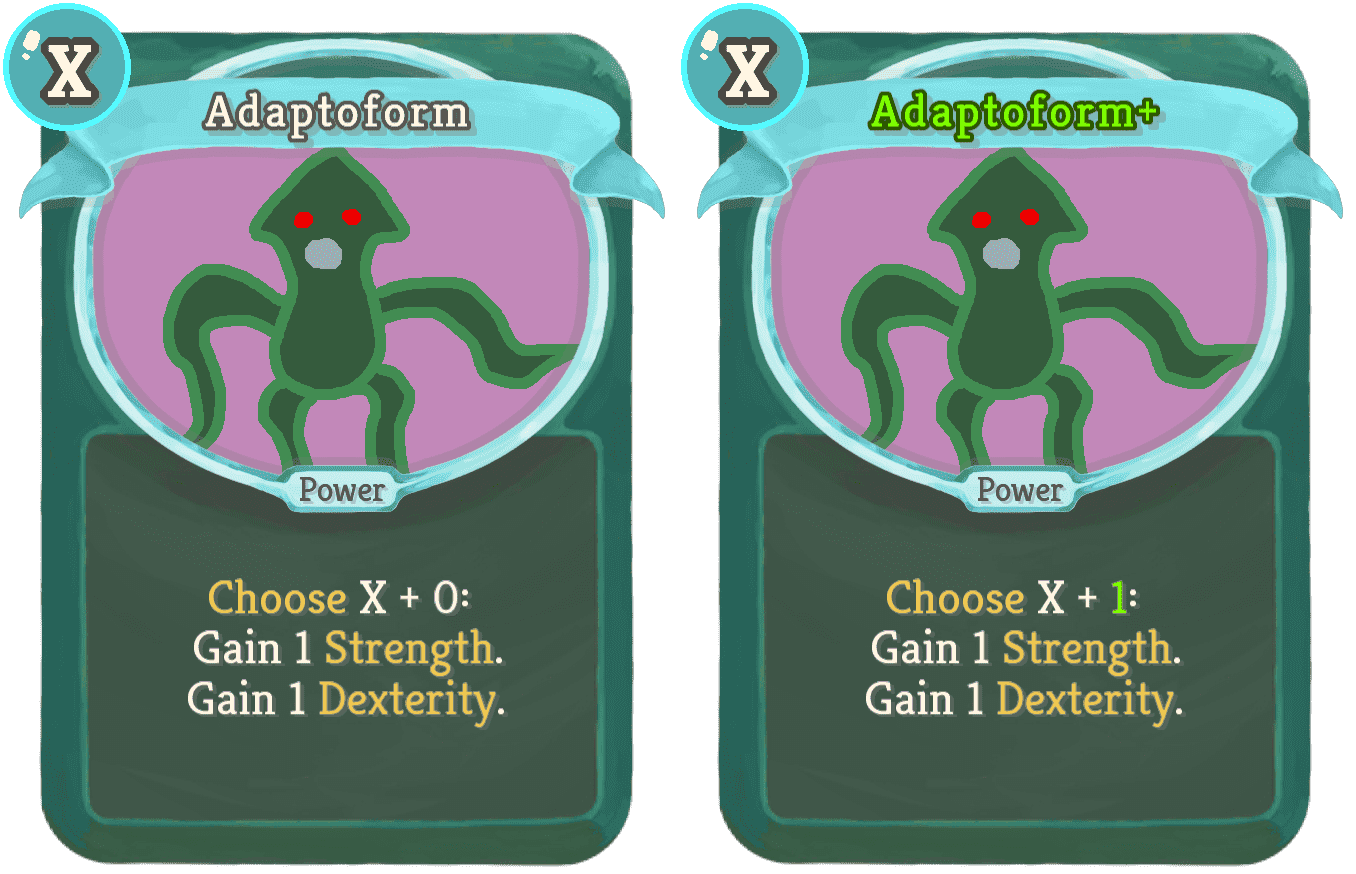 X
Adaptoform
Power
Choose X + 0:
Gain 1 Strength.
Gain 1 Dexterity.
X
Adaptoform+
Power
Choose X + 1:
Gain 1 Strength.
Gain 1 Dexterity.